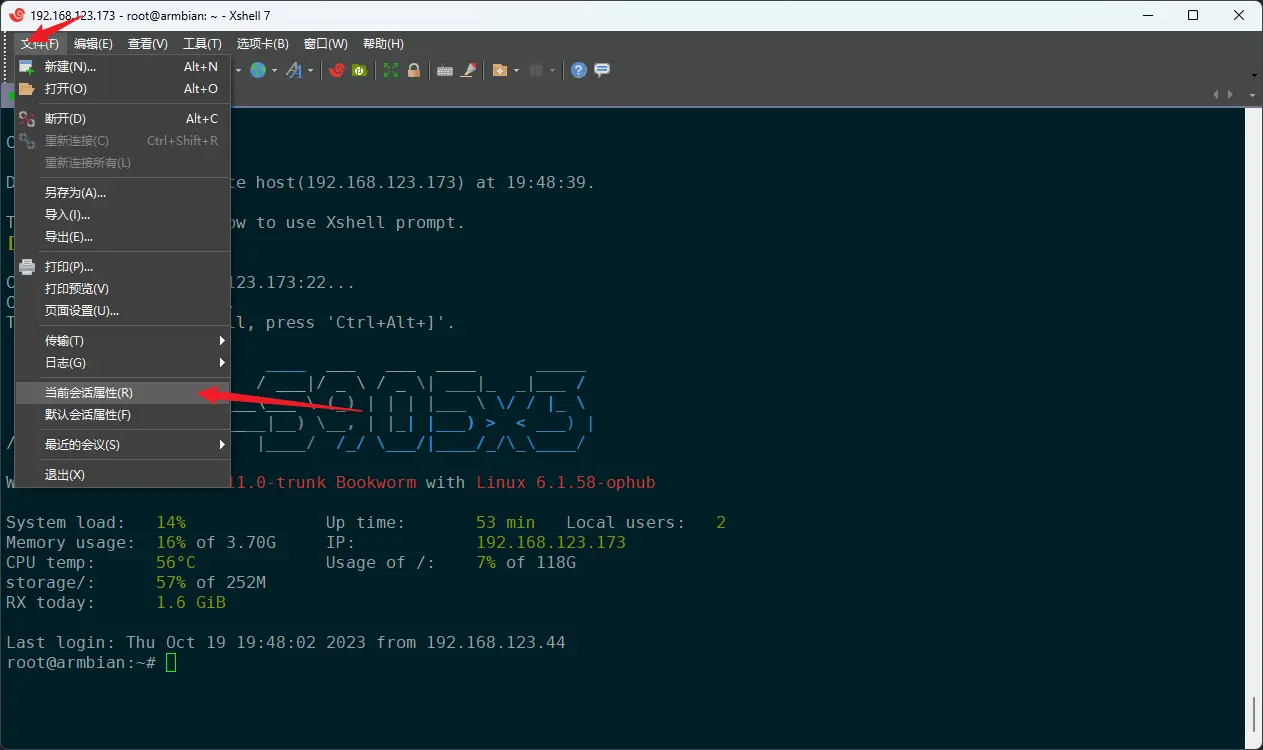 192.168.123.173 - root@armbian: ~ - Xshell 7
文件(F) 编辑(E) 查看(V) 工具(T) 选项卡(B) 窗口(W) 帮助(H)
新建(N)... Alt+N
打开(O) Alt+O
断开(D) Alt+C
重新连接(C) Ctrl+Shift+R
重新连接所有(L)
另存为(A)...
导入(I)...
导出(E)...
打印(P)...
打印预览(V)
页面设置(U)...
传输(T)
日志(G)
当前会话属性(R)
默认会话属性(F)
最近的会议(S)
退出(X)
host(192.168.123.173) at 19:48:39.
to use Xshell prompt.
123.173:22...
press 'Ctrl+Alt+]'.
S905X3
11.0-trunk Bookworm with Linux 6.1.58-ophub
System load: 14% Up time: 53 min Local users: 2
Memory usage: 16% of 3.70G IP: 192.168.123.173
CPU temp: 56°C Usage of /: 7% of 118G
storage/: 57% of 252M
RX today: 1.6 GiB
Last login: Thu Oct 19 19:48:02 2023 from 192.168.123.44
root@armbian:~#